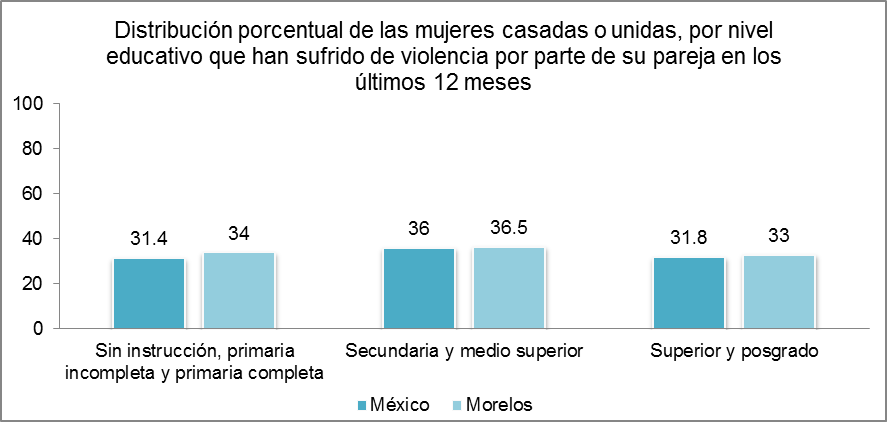 Distribución porcentual de las mujeres casadas o unidas, por nivel
educativo que han sufrido de violencia por parte de su pareja en los
últimos 12 meses
100
80
60
40
20
0
31.4
34
36
36.5
31.8
33
Sin instrucción, primaria
incompleta y primaria completa
Secundaria y medio superior
Superior y posgrado
México
Morelos